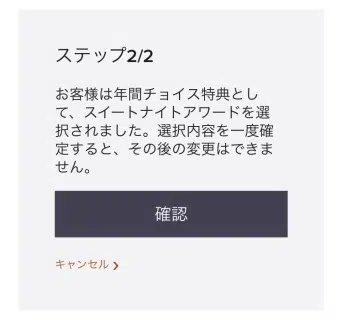 ステップ2/2
お客様は年間チョイス特典とし
て、スイートナイトアワードを選
択されました。選択内容を一度確
定すると、その後の変更はできま
せん。
確認
キャンセル ❯